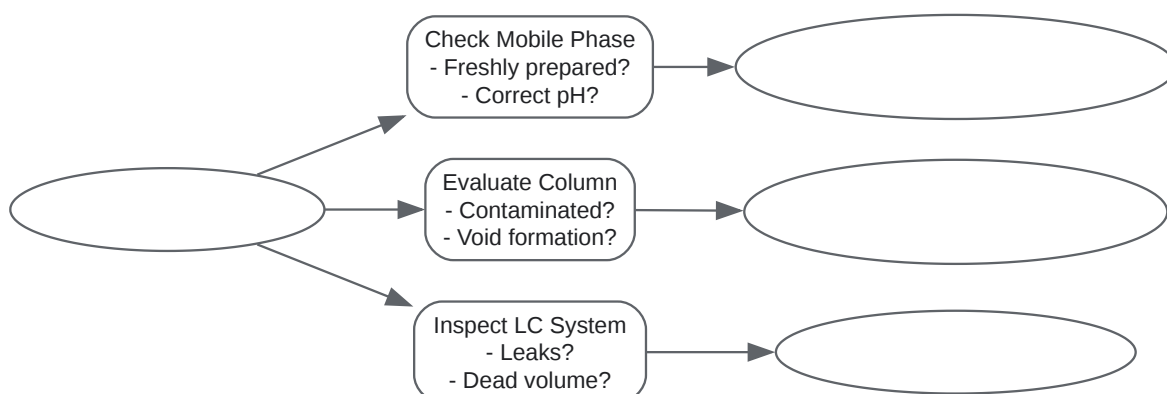 Check Mobile Phase
- Freshly prepared?
- Correct pH?
Evaluate Column
- Contaminated?
- Void formation?
Inspect LC System
- Leaks?
- Dead volume?